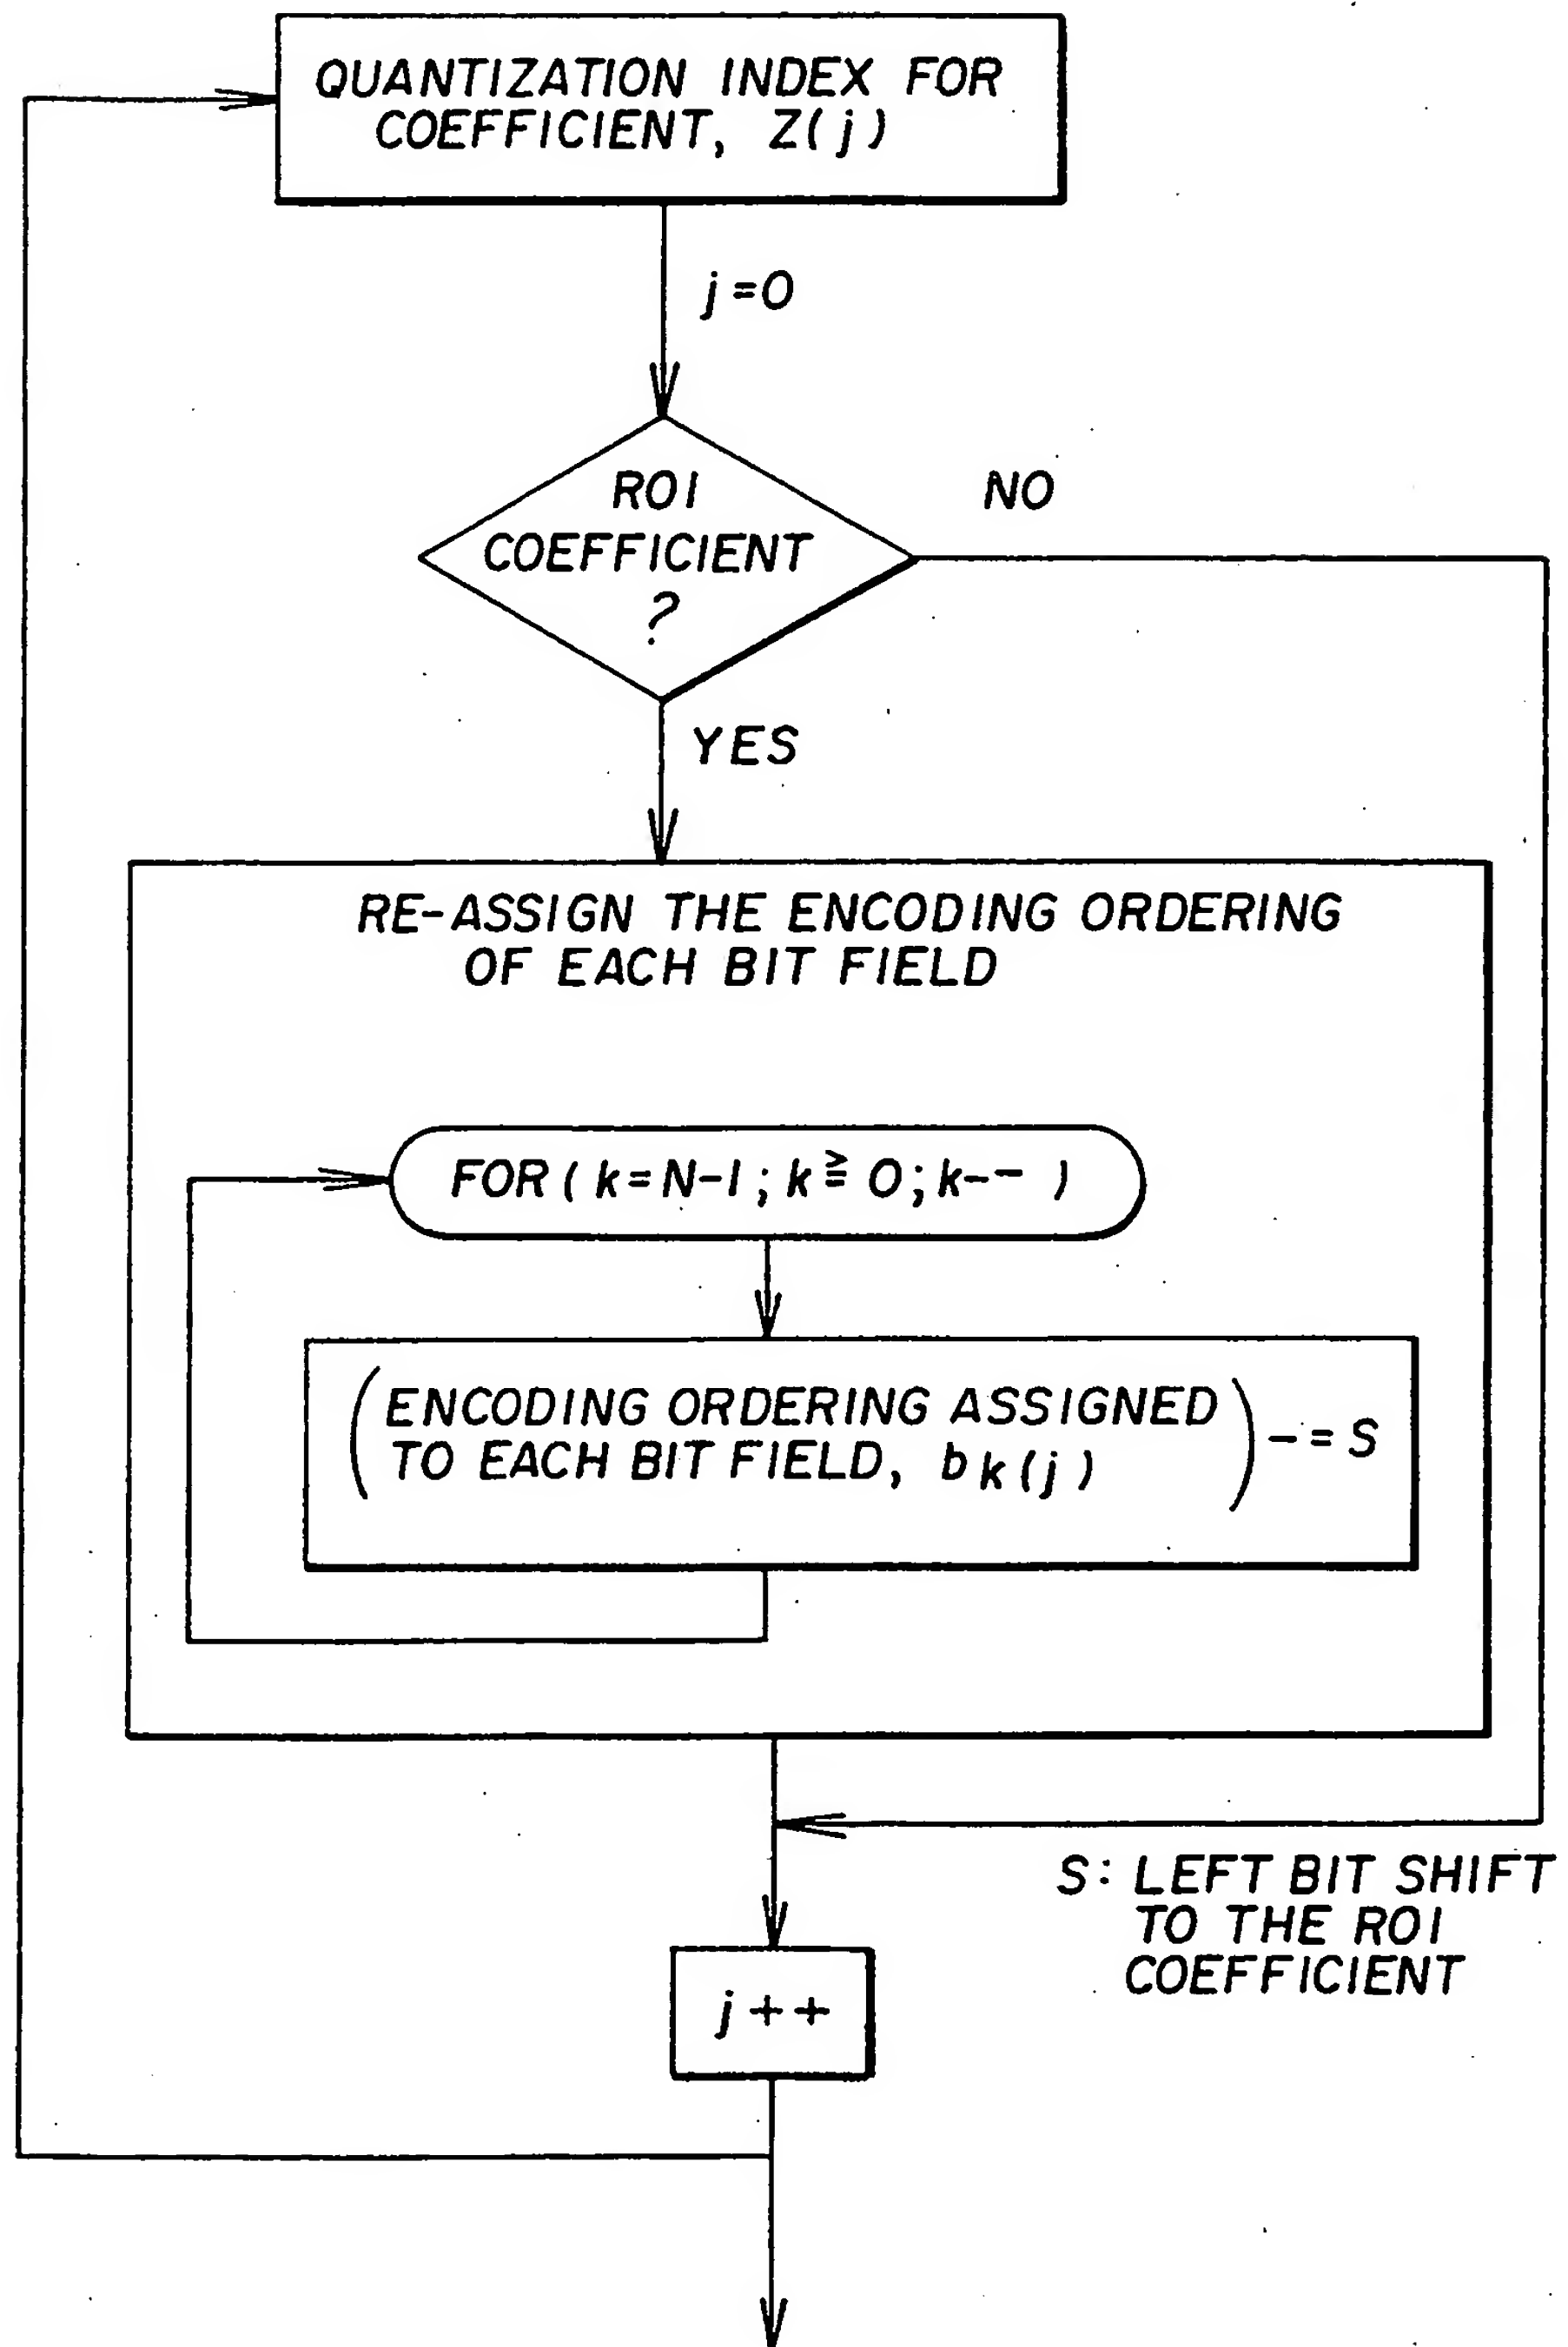 QUANTIZATION INDEX FOR
COEFFICIENT, Z(j)
j=0
ROI
COEFFICIENT
?
NO
YES
RE-ASSIGN THE ENCODING ORDERING
OF EACH BIT FIELD
FOR(k=N-1;k≧0;k--)
(ENCODING ORDERING ASSIGNED
TO EACH BIT FIELD, bk(j)) -=S
S: LEFT BIT SHIFT
TO THE ROI
COEFFICIENT
j++